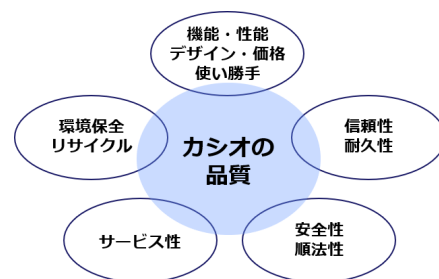 機能・性能
デザイン・価格
使い勝手
環境保全
リサイクル
カシオの
品質
信頼性
耐久性
サービス性
安全性
順法性